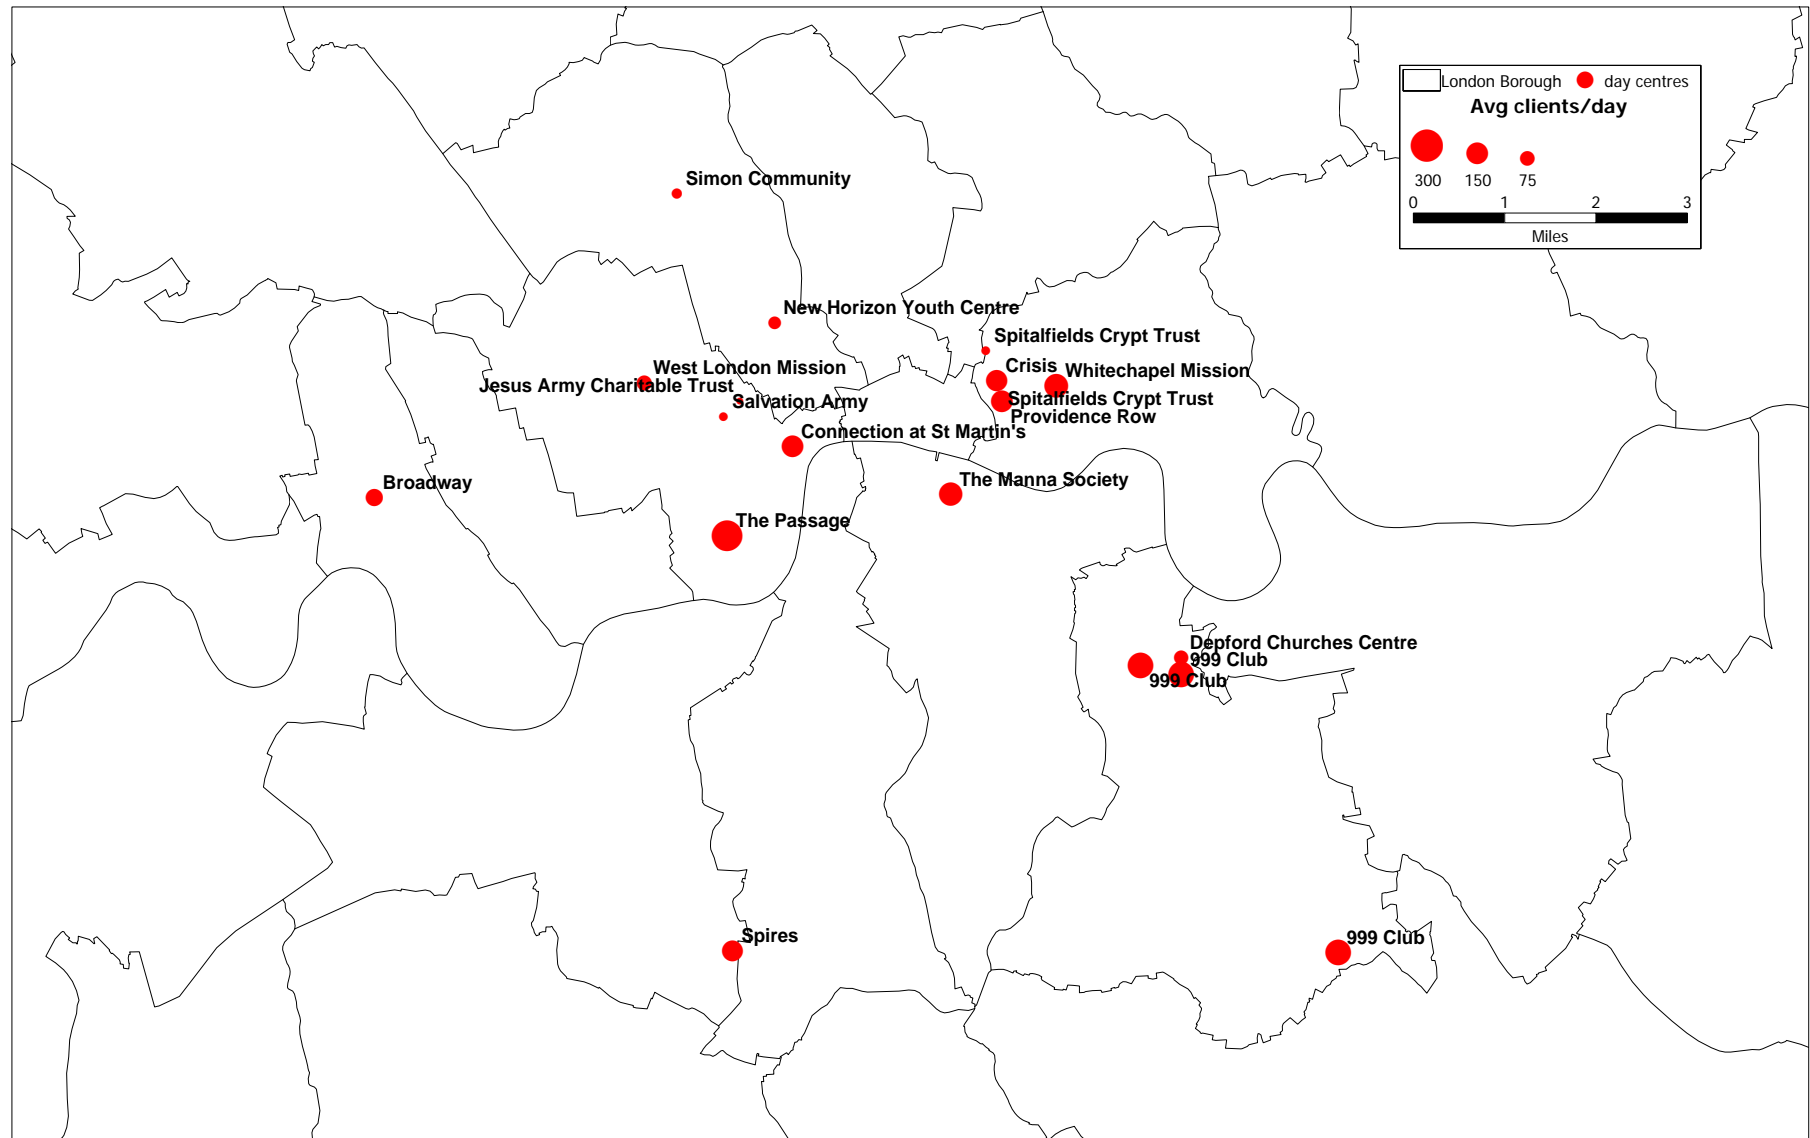 London Borough day centres
Avg clients/day
300 150 75
0 1 2 3
Miles
Simon Community
New Horizon Youth Centre
Spitalfields Crypt Trust
West London Mission
Crisis
Whitechapel Mission
Jesus Army Charitable Trust
Salvation Army
Spitalfields Crypt Trust
Providence Row
Connection at St Martin's
Broadway
The Manna Society
The Passage
Depford Churches Centre
999 Club
999 Club
Spires
999 Club